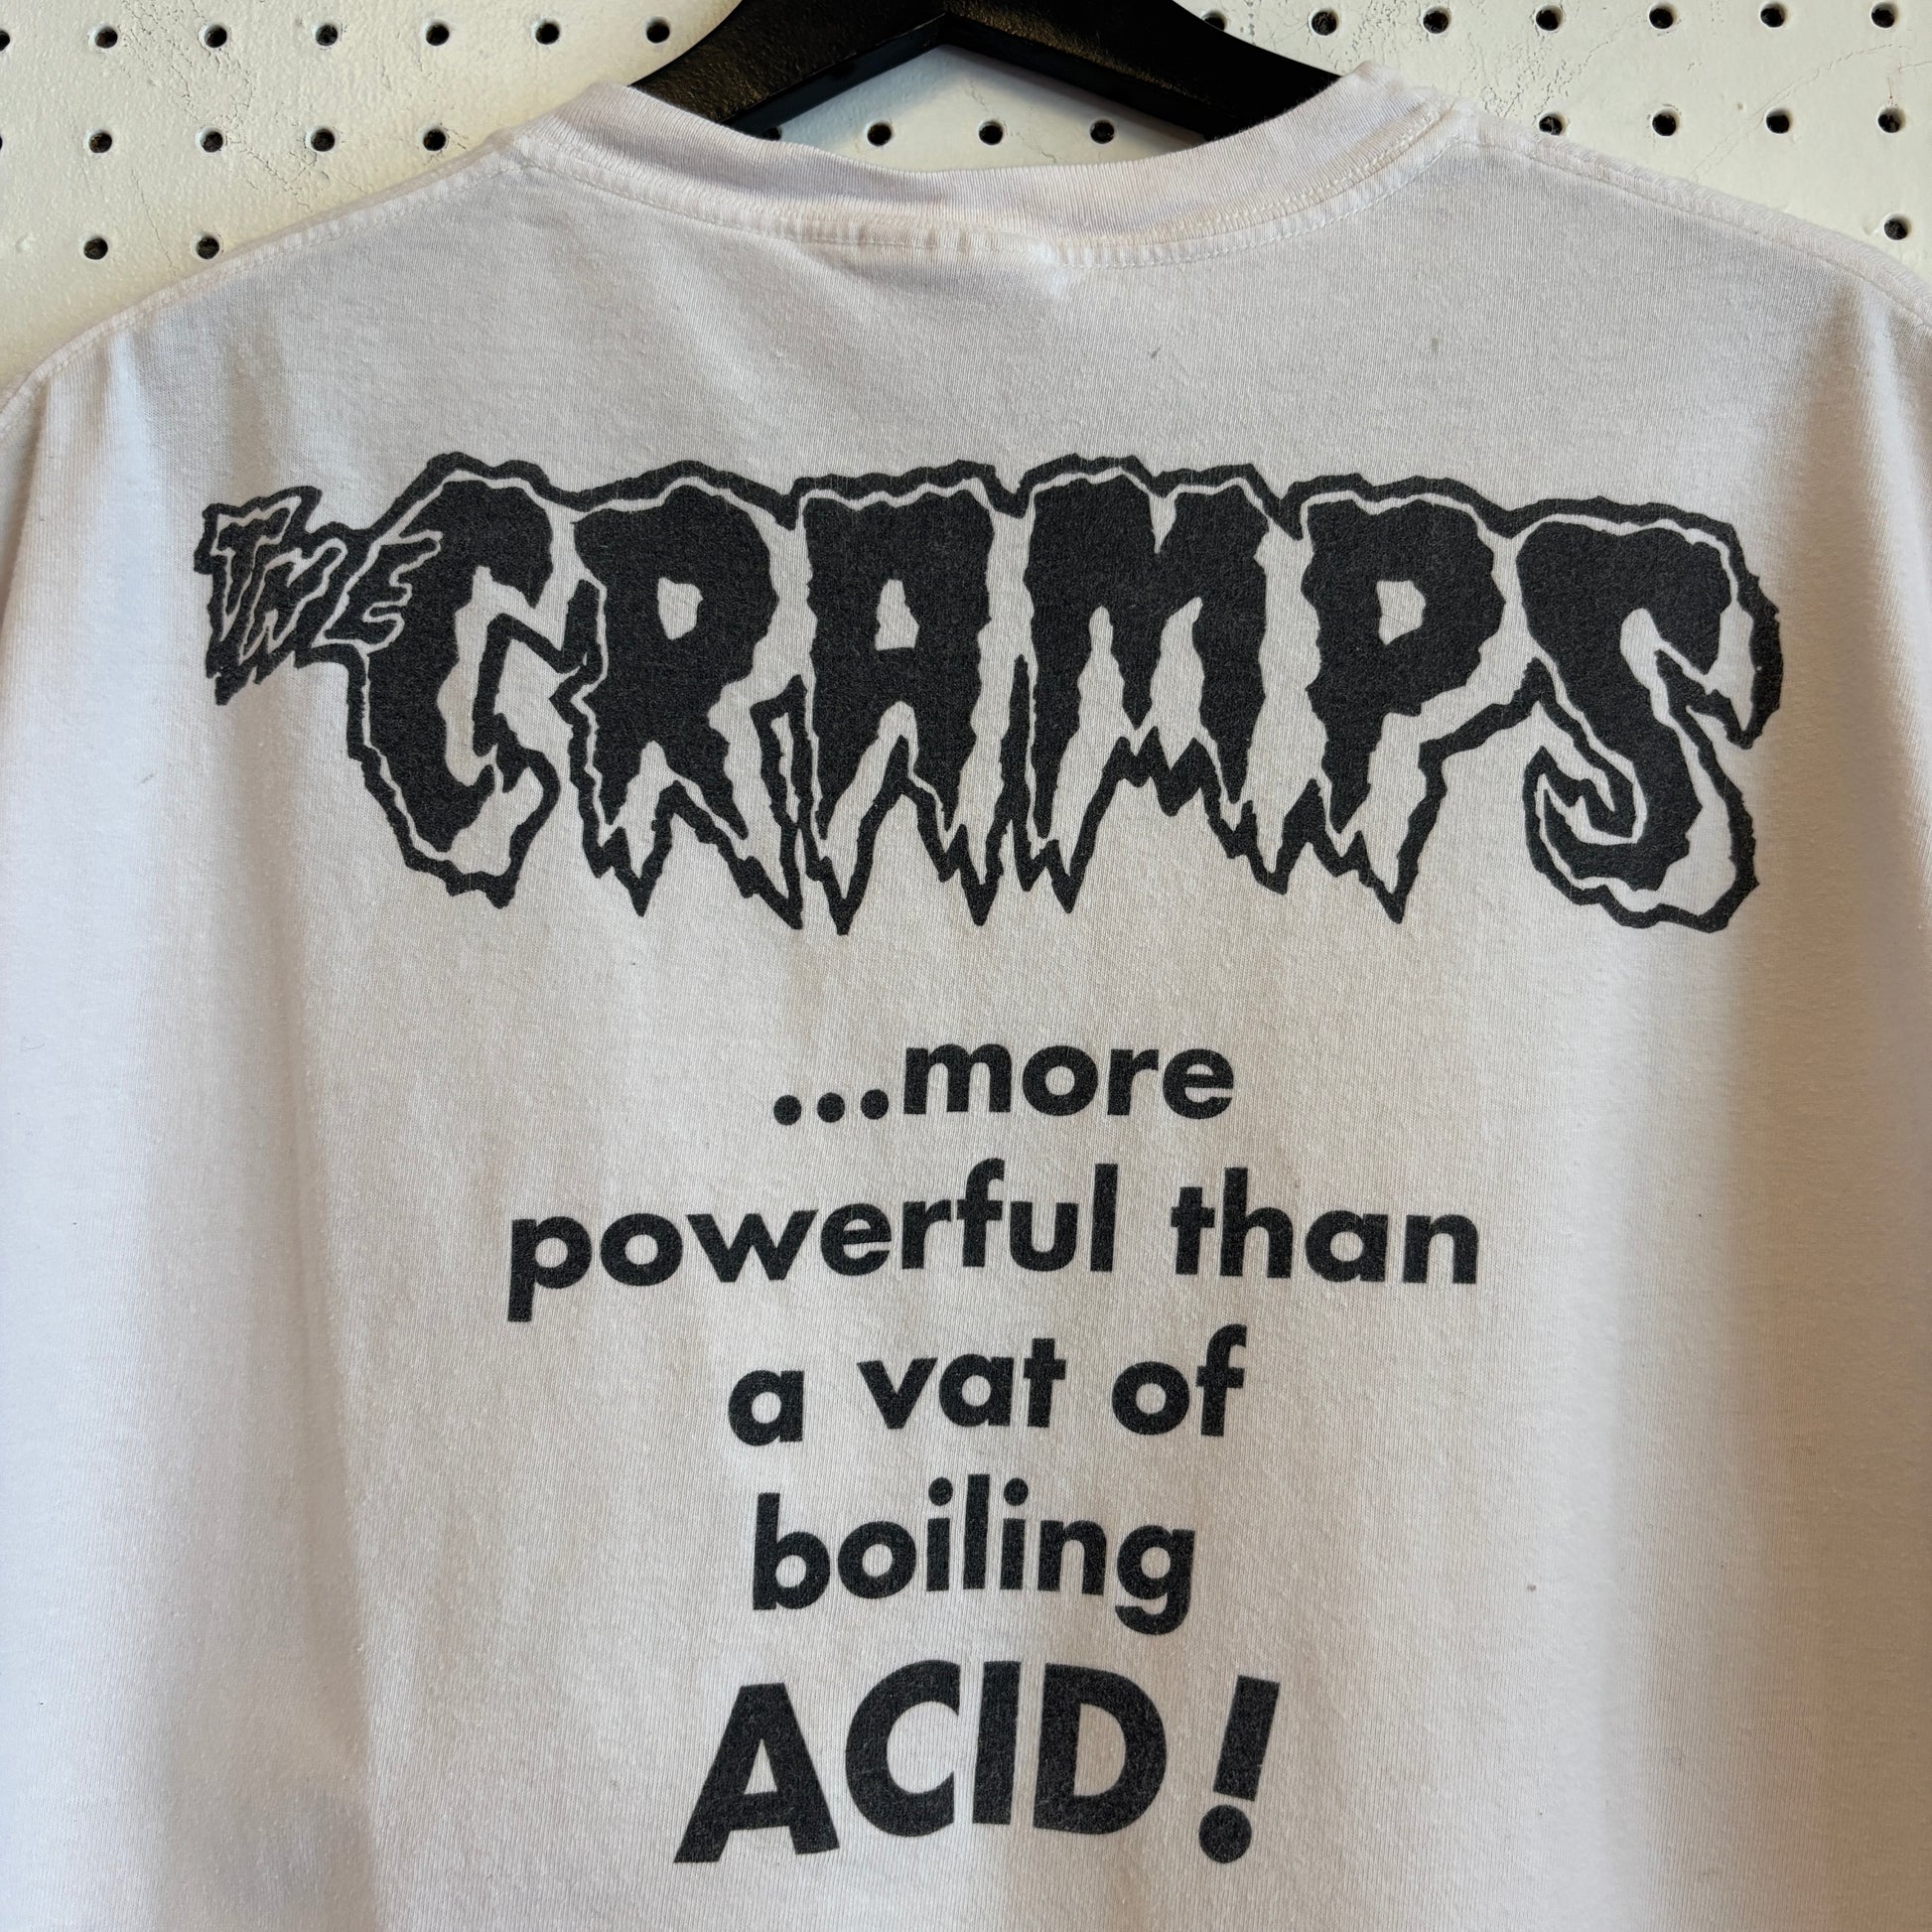 THE CRAMPS
...more
powerful than
a vat of
boiling
ACID!